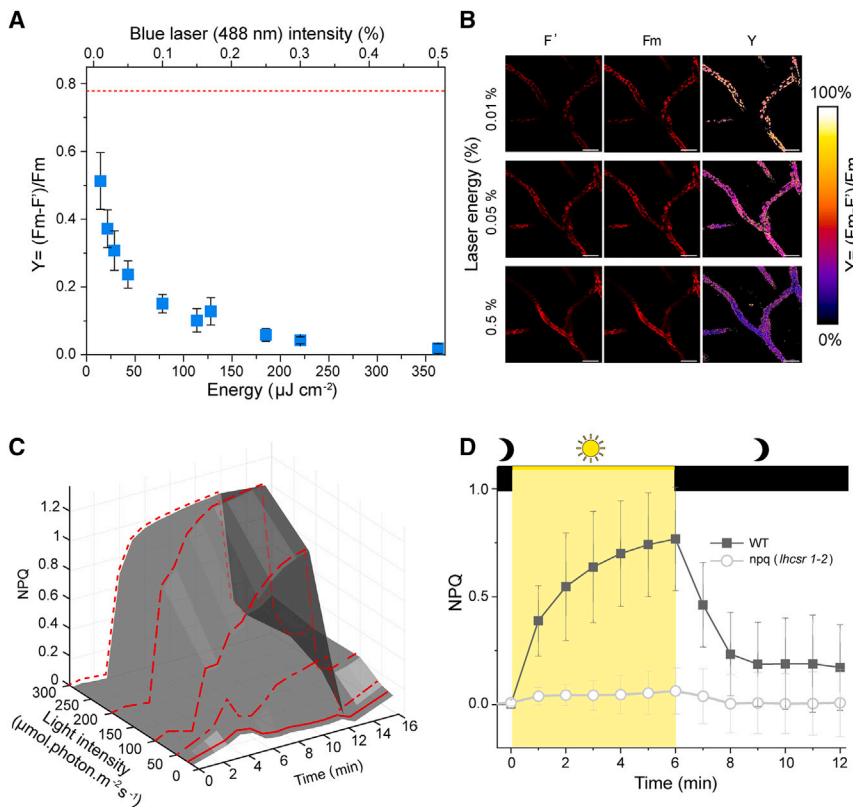 A
Blue laser (488 nm) intensity (%)
0.0 0.1 0.2 0.3 0.4 0.5
0.8
0.6
0.4
0.2
0.0
Y= (Fm-F')/Fm
0 50 100 150 200 250 300 350
Energy (µJ cm-2)
B
F' Fm Y
Laser energy (%)
0.01 %
0.05 %
0.5 %
100%
0%
Y= (Fm-F')/Fm
C
NPQ
1.2
1
0.8
0.6
0.4
0.2
0
300
250
200
150
100
50
0
Light intensity
(µmol.photon.m-2s-1)
0 2 4 6 8 10 12 14 16
Time (min)
D
NPQ
1.0
0.5
0.0
WT
npq (lhcsr 1-2)
0 2 4 6 8 10 12
Time (min)